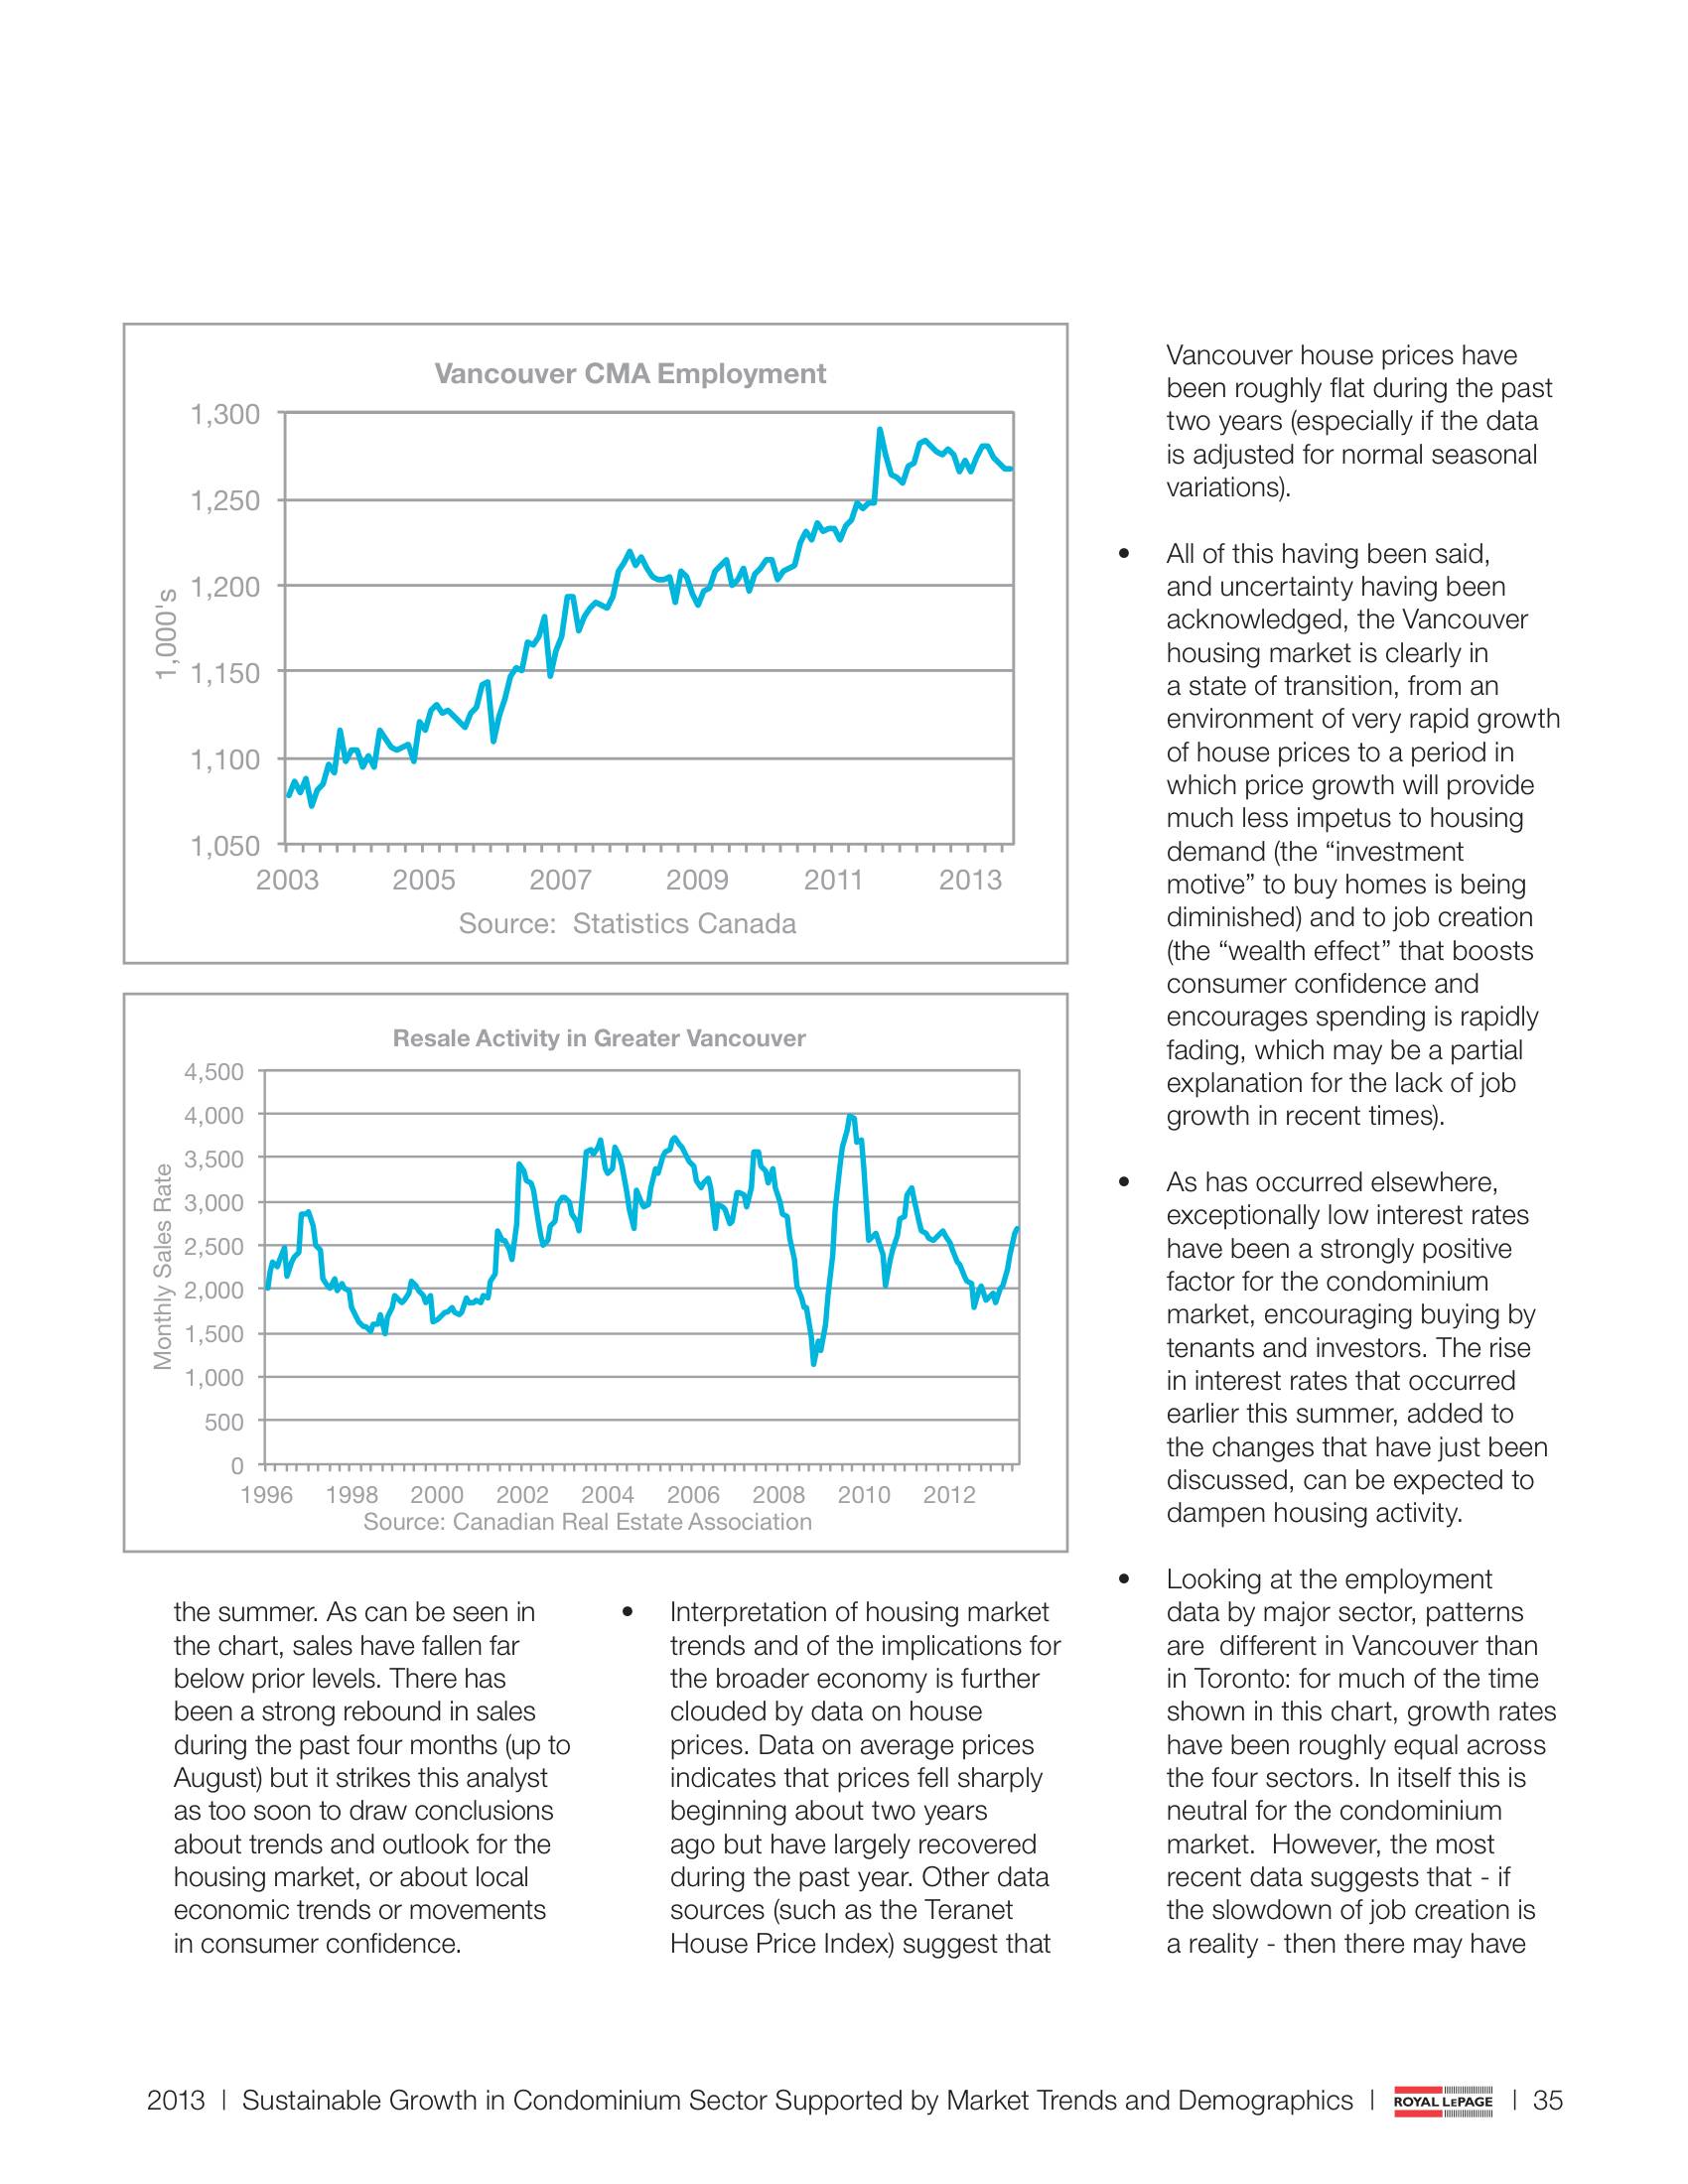 Vancouver CMA Employment
1,300
1,250
1,200
1,150
1,100
1,050
1,000's
2003 2005 2007 2009 2011 2013
Source: Statistics Canada
Resale Activity in Greater Vancouver
4,500
4,000
3,500
3,000
2,500
2,000
1,500
1,000
500
0
Monthly Sales Rate
1996 1998 2000 2002 2004 2006 2008 2010 2012
Source: Canadian Real Estate Association
the summer. As can be seen in
the chart, sales have fallen far
below prior levels. There has
been a strong rebound in sales
during the past four months (up to
August) but it strikes this analyst
as too soon to draw conclusions
about trends and outlook for the
housing market, or about local
economic trends or movements
in consumer confidence.
• Interpretation of housing market
trends and of the implications for
the broader economy is further
clouded by data on house
prices. Data on average prices
indicates that prices fell sharply
beginning about two years
ago but have largely recovered
during the past year. Other data
sources (such as the Teranet
House Price Index) suggest that
Vancouver house prices have
been roughly flat during the past
two years (especially if the data
is adjusted for normal seasonal
variations).
• All of this having been said,
and uncertainty having been
acknowledged, the Vancouver
housing market is clearly in
a state of transition, from an
environment of very rapid growth
of house prices to a period in
which price growth will provide
much less impetus to housing
demand (the “investment
motive” to buy homes is being
diminished) and to job creation
(the “wealth effect” that boosts
consumer confidence and
encourages spending is rapidly
fading, which may be a partial
explanation for the lack of job
growth in recent times).
• As has occurred elsewhere,
exceptionally low interest rates
have been a strongly positive
factor for the condominium
market, encouraging buying by
tenants and investors. The rise
in interest rates that occurred
earlier this summer, added to
the changes that have just been
discussed, can be expected to
dampen housing activity.
• Looking at the employment
data by major sector, patterns
are different in Vancouver than
in Toronto: for much of the time
shown in this chart, growth rates
have been roughly equal across
the four sectors. In itself this is
neutral for the condominium
market. However, the most
recent data suggests that - if
the slowdown of job creation is
a reality - then there may have
2013 | Sustainable Growth in Condominium Sector Supported by Market Trends and Demographics | ROYAL LEPAGE | 35